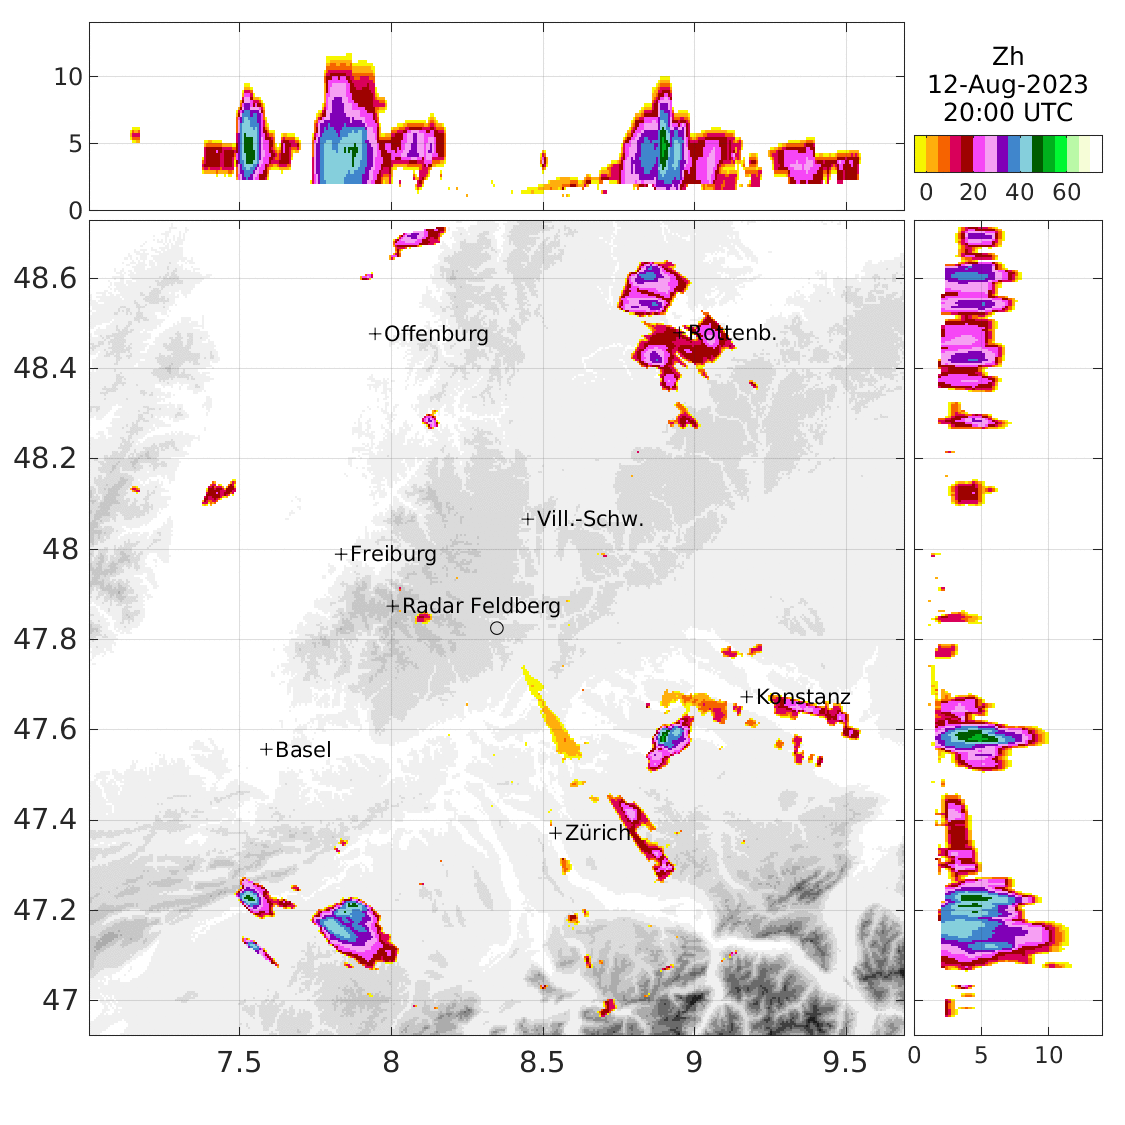 10
5
0
Zh
12-Aug-2023
20:00 UTC
0 20 40 60
48.6
48.4
48.2
48
47.8
47.6
47.4
47.2
47
Offenburg
Rottenb.
Vill.-Schw.
Freiburg
Radar Feldberg
Konstanz
Basel
Zürich
7.5 8 8.5 9 9.5
0 5 10